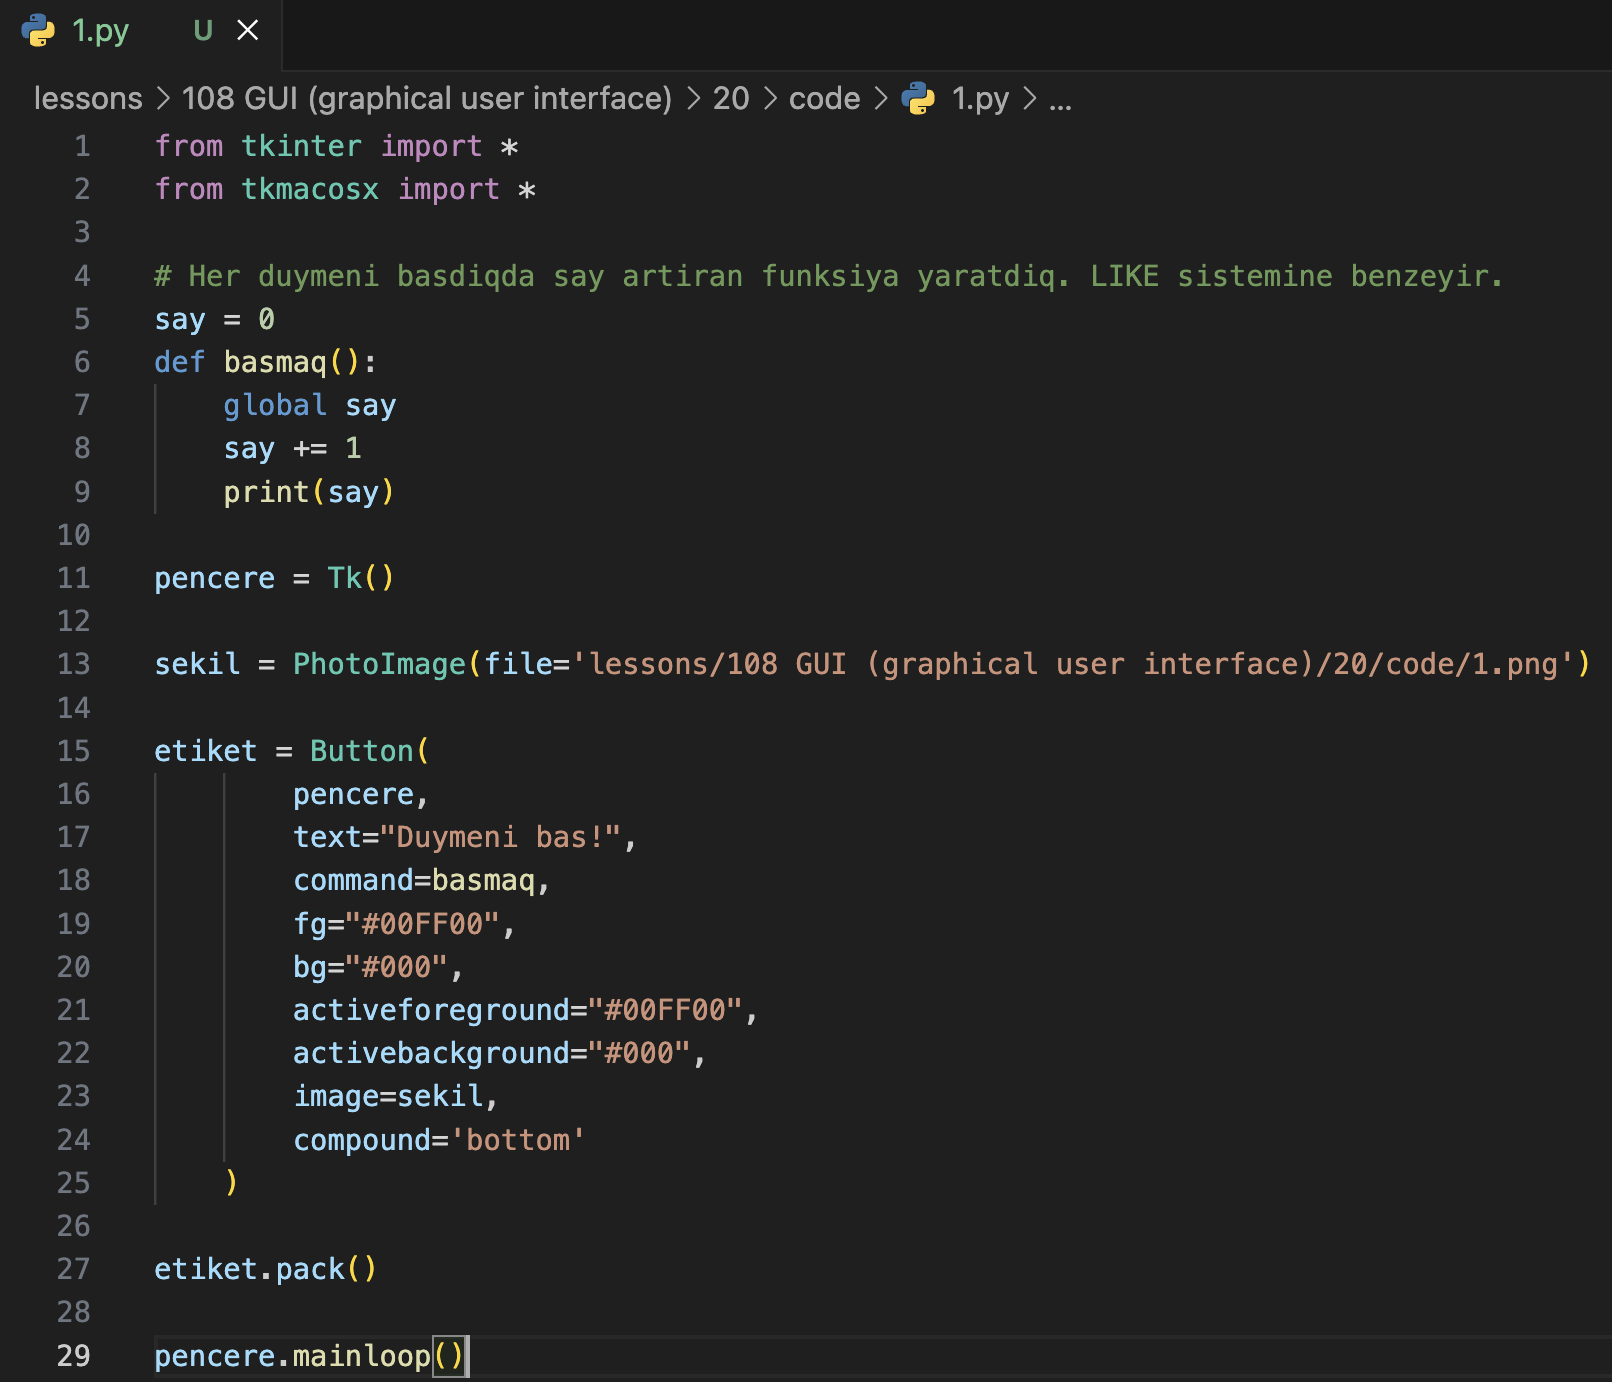 1.py U
lessons > 108 GUI (graphical user interface) > 20 > code > 1.py > ...
1 from tkinter import *
2 from tkmacosx import *
3
4 # Her duymeni basdiqda say artiran funksiya yaratdiq. LIKE sistemine benzeyir.
5 say = 0
6 def basmaq():
7     global say
8     say += 1
9     print(say)
10
11 pencere = Tk()
12
13 sekil = PhotoImage(file='lessons/108 GUI (graphical user interface)/20/code/1.png')
14
15 etiket = Button(
16         pencere,
17         text="Duymeni bas!",
18         command=basmaq,
19         fg="#00FF00",
20         bg="#000",
21         activeforeground="#00FF00",
22         activebackground="#000",
23         image=sekil,
24         compound='bottom'
25     )
26
27 etiket.pack()
28
29 pencere.mainloop()